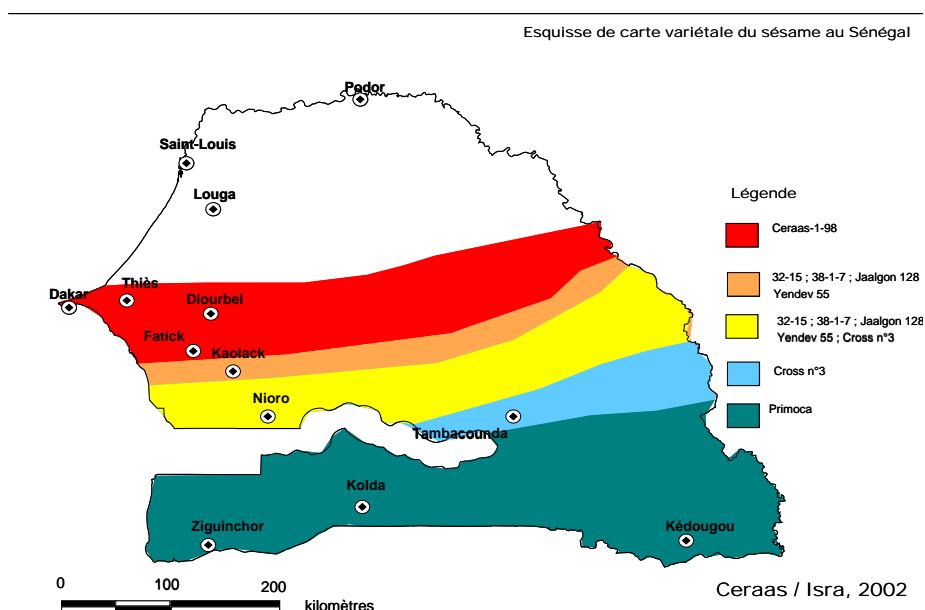 Esquisse de carte variétale du sésame au Sénégal
Podor
Saint-Louis
Louga
Légende
Ceraas-1-98
32-15 ; 38-1-7 ; Jaalgon 128
Yendev 55
32-15 ; 38-1-7 ; Jaalgon 128
Yendev 55 ; Cross n°3
Cross n°3
Primoca
Thiès
Dakar
Diourbel
Fatick
Kaolack
Nioro
Tambacounda
Kolda
Ziguinchor
Kédougou
0 100 200
kilomètres
Ceraas / Isra, 2002